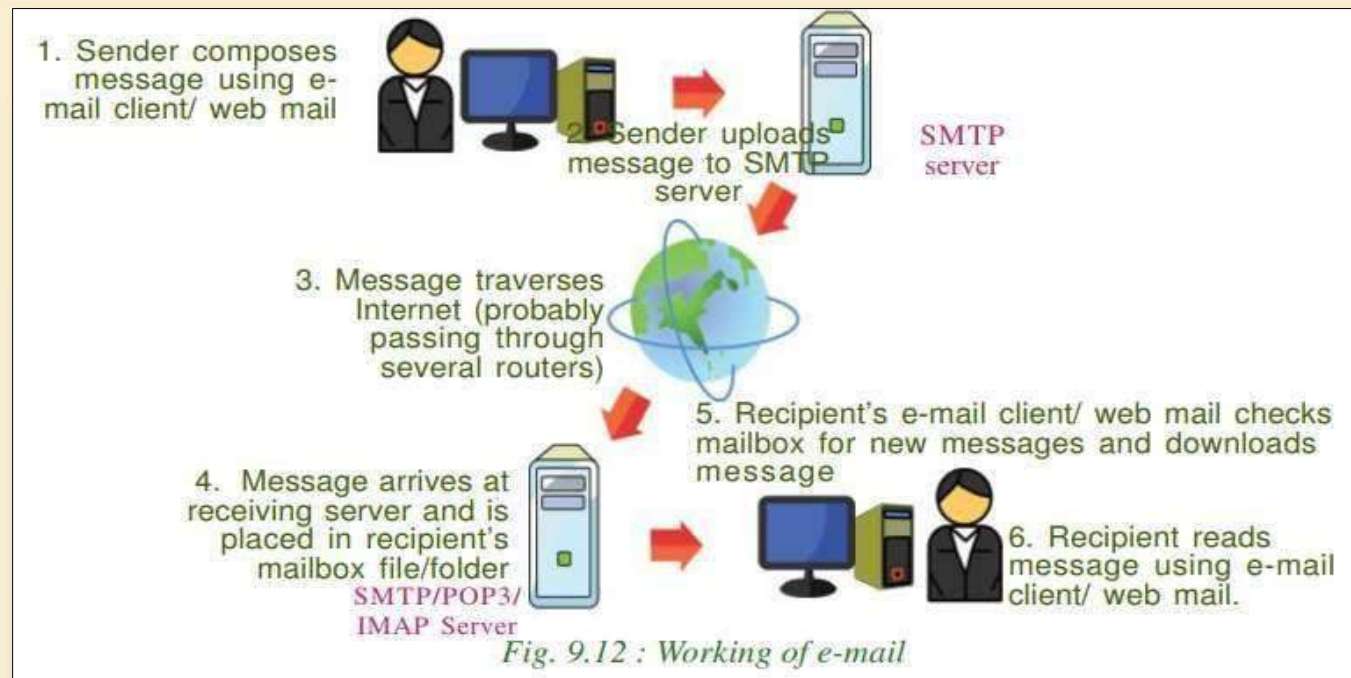 1. Sender composes
message using e-
mail client/ web mail
2. Sender uploads
message to SMTP
server
SMTP
server
3. Message traverses
Internet (probably
passing through
several routers)
4. Message arrives at
receiving server and is
placed in recipient's
mailbox file/folder
SMTP/POP3/
IMAP Server
5. Recipient's e-mail client/ web mail checks
mailbox for new messages and downloads
message
6. Recipient reads
message using e-mail
client/ web mail.
Fig. 9.12 : Working of e-mail